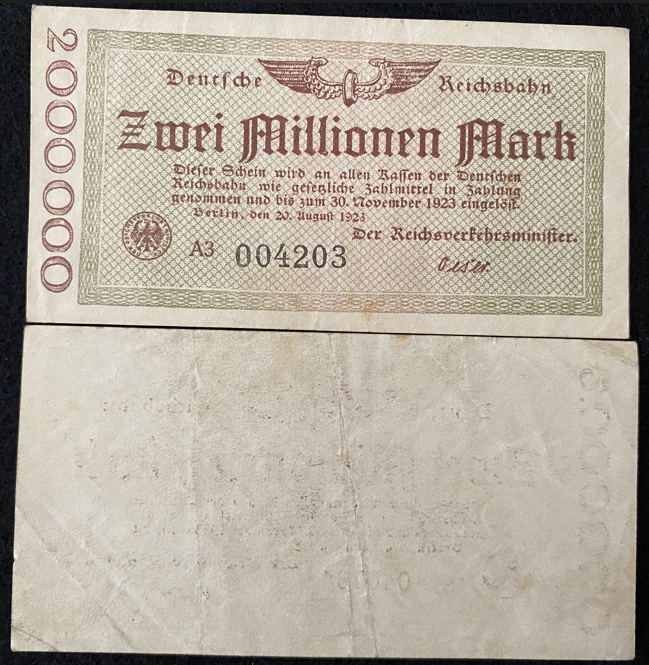 2000000
Deutsche Reichsbahn
Zwei Millionen Mark
Dieser Schein wird an allen Kassen der Deutschen
Reichsbahn wie gesetzliche Zahlmittel in Zahlung
genommen und bis zum 30. November 1923 eingelöst.
Berlin, den 20. August 1923
Der Reichsverkehrsminister.
A3 004203
Oeser.